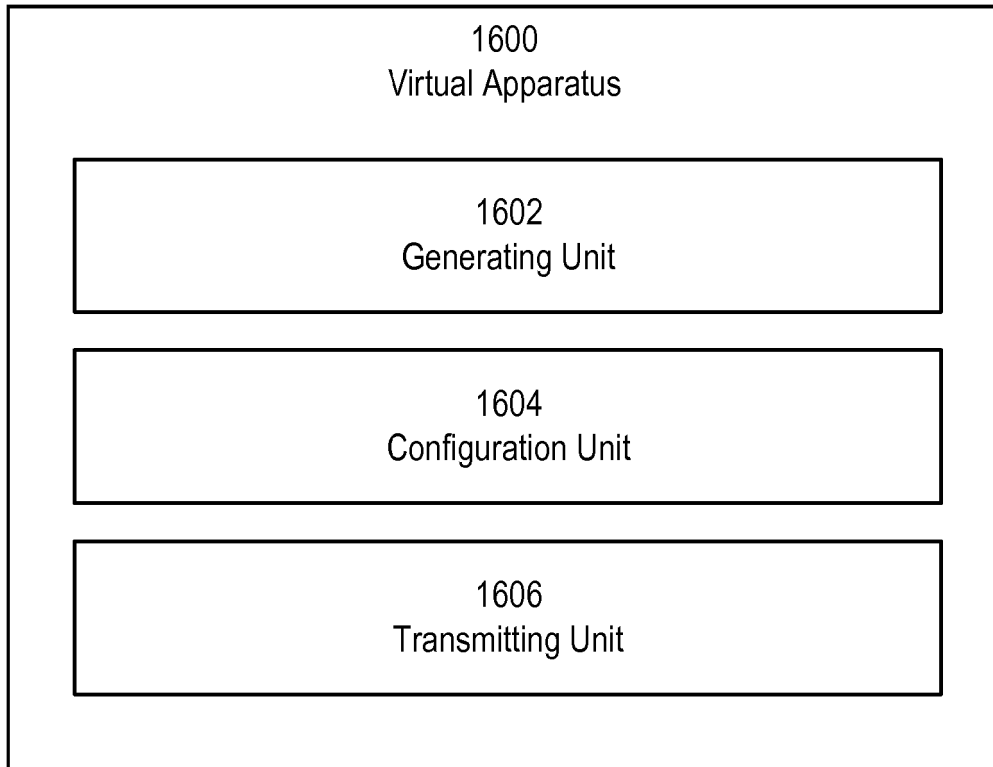 1600
Virtual Apparatus
1602
Generating Unit
1604
Configuration Unit
1606
Transmitting Unit